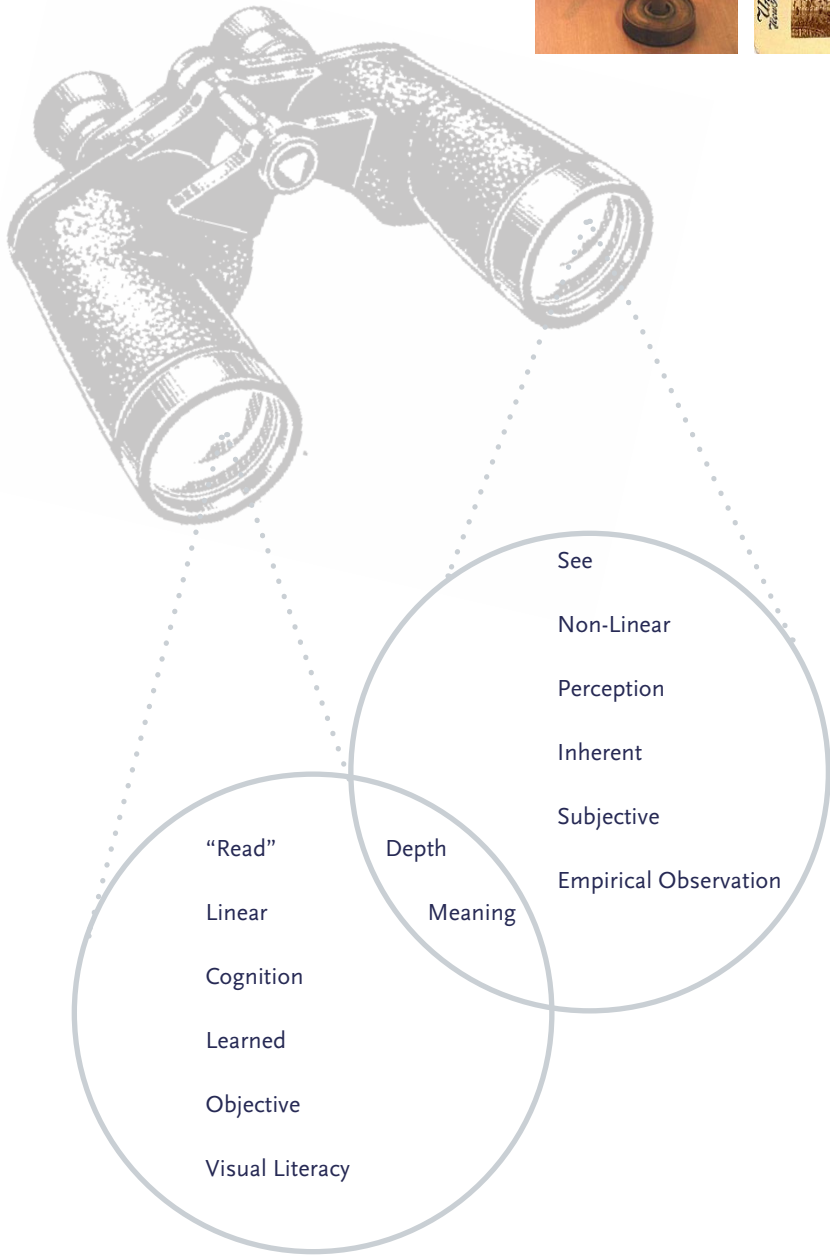 See
Non-Linear
Perception
Inherent
Subjective
Empirical Observation
“Read”
Linear
Cognition
Learned
Objective
Visual Literacy
Depth
Meaning